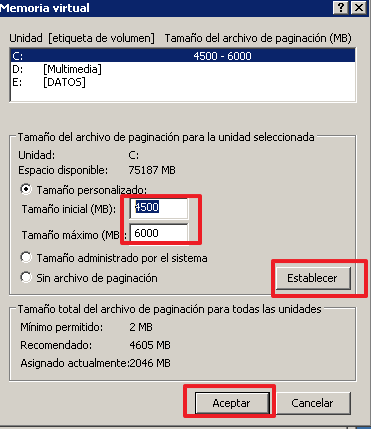 Memoria virtual
Unidad [etiqueta de volumen] Tamaño del archivo de paginación (MB)
C: 4500 - 6000
D: [Multimedia]
E: [DATOS]
Tamaño del archivo de paginación para la unidad seleccionada
Unidad: C:
Espacio disponible: 75187 MB
Tamaño personalizado:
Tamaño inicial (MB): 4500
Tamaño máximo (MB 6000
Tamaño administrado por el sistema
Sin archivo de paginación
Establecer
Tamaño total del archivo de paginación para todas las unidades
Mínimo permitido: 2 MB
Recomendado: 4605 MB
Asignado actualmente:2046 MB
Aceptar Cancelar